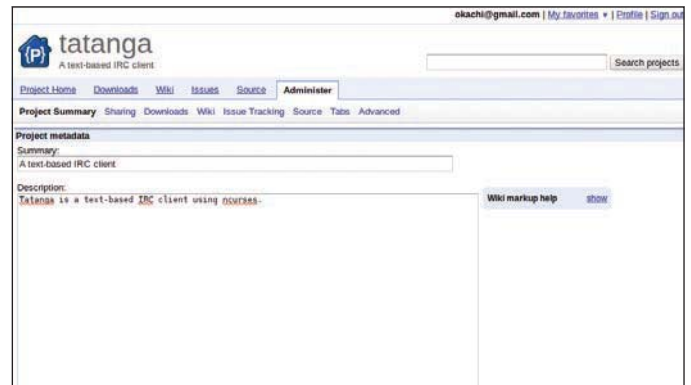 okachi@gmail.com | My favorites ▼ | Profile | Sign out
{P}
tatanga
A text-based IRC client
Search projects
Project Home Downloads Wiki Issues Source Administer
Project Summary Sharing Downloads Wiki Issue Tracking Source Tabs Advanced
Project metadata
Summary:
A text-based IRC client
Description:
Tatanga is a text-based IRC client using ncurses.
Wiki markup help show